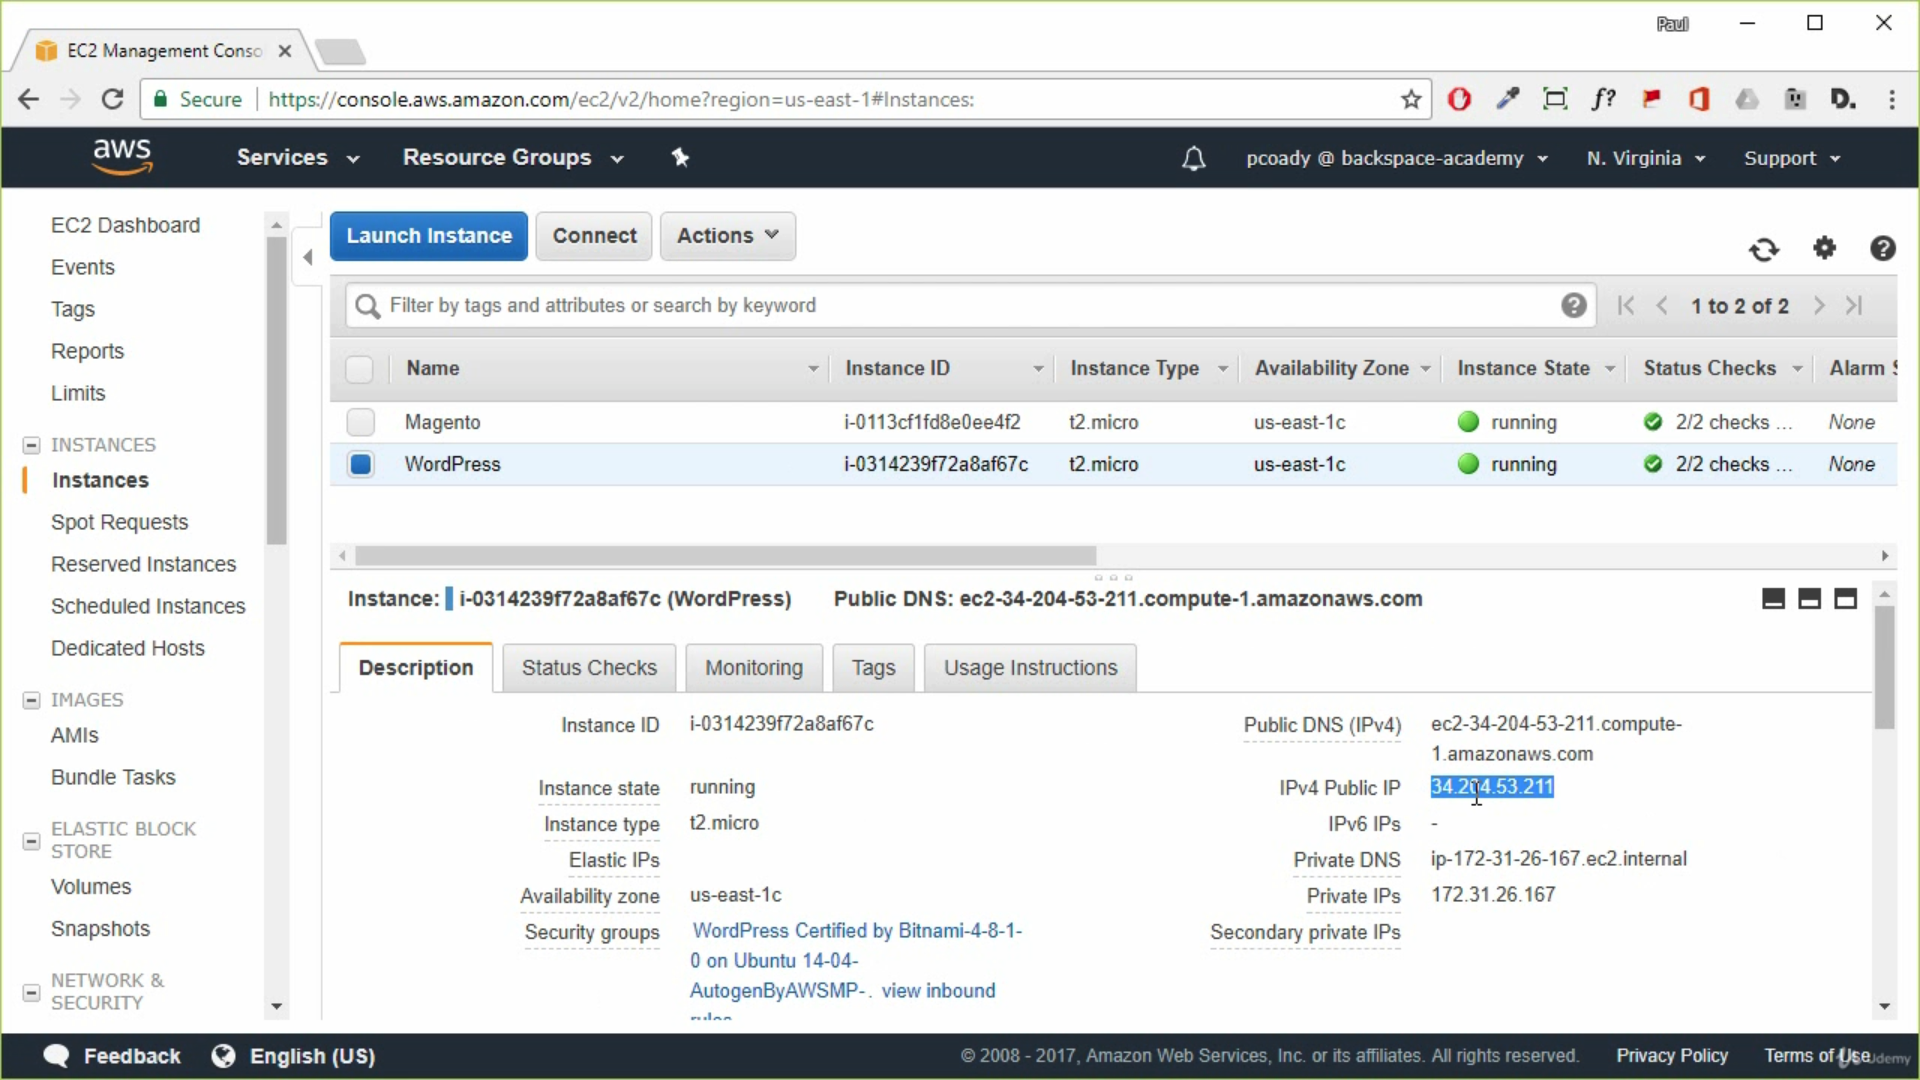 Paul
EC2 Management Conso
Secure https://console.aws.amazon.com/ec2/v2/home?region=us-east-1#Instances:
f? D.
aws Services Resource Groups pcoady @ backspace-academy N. Virginia Support
EC2 Dashboard
Events
Tags
Reports
Limits
INSTANCES
Instances
Spot Requests
Reserved Instances
Scheduled Instances
Dedicated Hosts
IMAGES
AMIs
Bundle Tasks
ELASTIC BLOCK
STORE
Volumes
Snapshots
NETWORK &
SECURITY
Launch Instance Connect Actions
Filter by tags and attributes or search by keyword 1 to 2 of 2
Name Instance ID Instance Type Availability Zone Instance State Status Checks Alarm S
Magento i-0113cf1fd8e0ee4f2 t2.micro us-east-1c running 2/2 checks ... None
WordPress i-0314239f72a8af67c t2.micro us-east-1c running 2/2 checks ... None
Instance: i-0314239f72a8af67c (WordPress) Public DNS: ec2-34-204-53-211.compute-1.amazonaws.com
Description Status Checks Monitoring Tags Usage Instructions
Instance ID i-0314239f72a8af67c
Instance state running
Instance type t2.micro
Elastic IPs
Availability zone us-east-1c
Security groups WordPress Certified by Bitnami-4-8-1-
0 on Ubuntu 14-04-
AutogenByAWSMP-. view inbound
rules
Public DNS (IPv4) ec2-34-204-53-211.compute-
1.amazonaws.com
IPv4 Public IP 34.204.53.211
IPv6 IPs -
Private DNS ip-172-31-26-167.ec2.internal
Private IPs 172.31.26.167
Secondary private IPs
Feedback English (US) © 2008 - 2017, Amazon Web Services, Inc. or its affiliates. All rights reserved. Privacy Policy Terms of Use
Udemy